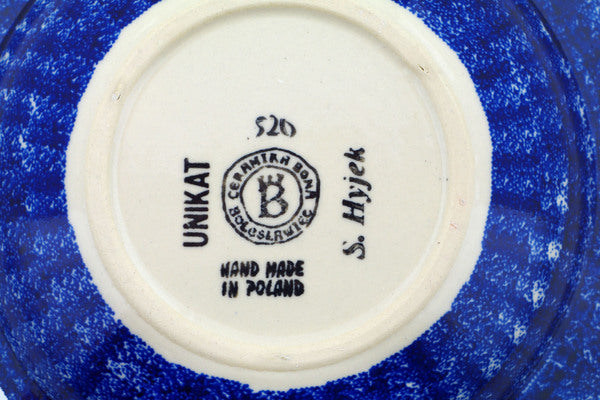 520
UNIKAT
CERAMIKA BONA
B
BOLESŁAWIEC
S. Hyjek
HAND MADE
IN POLAND